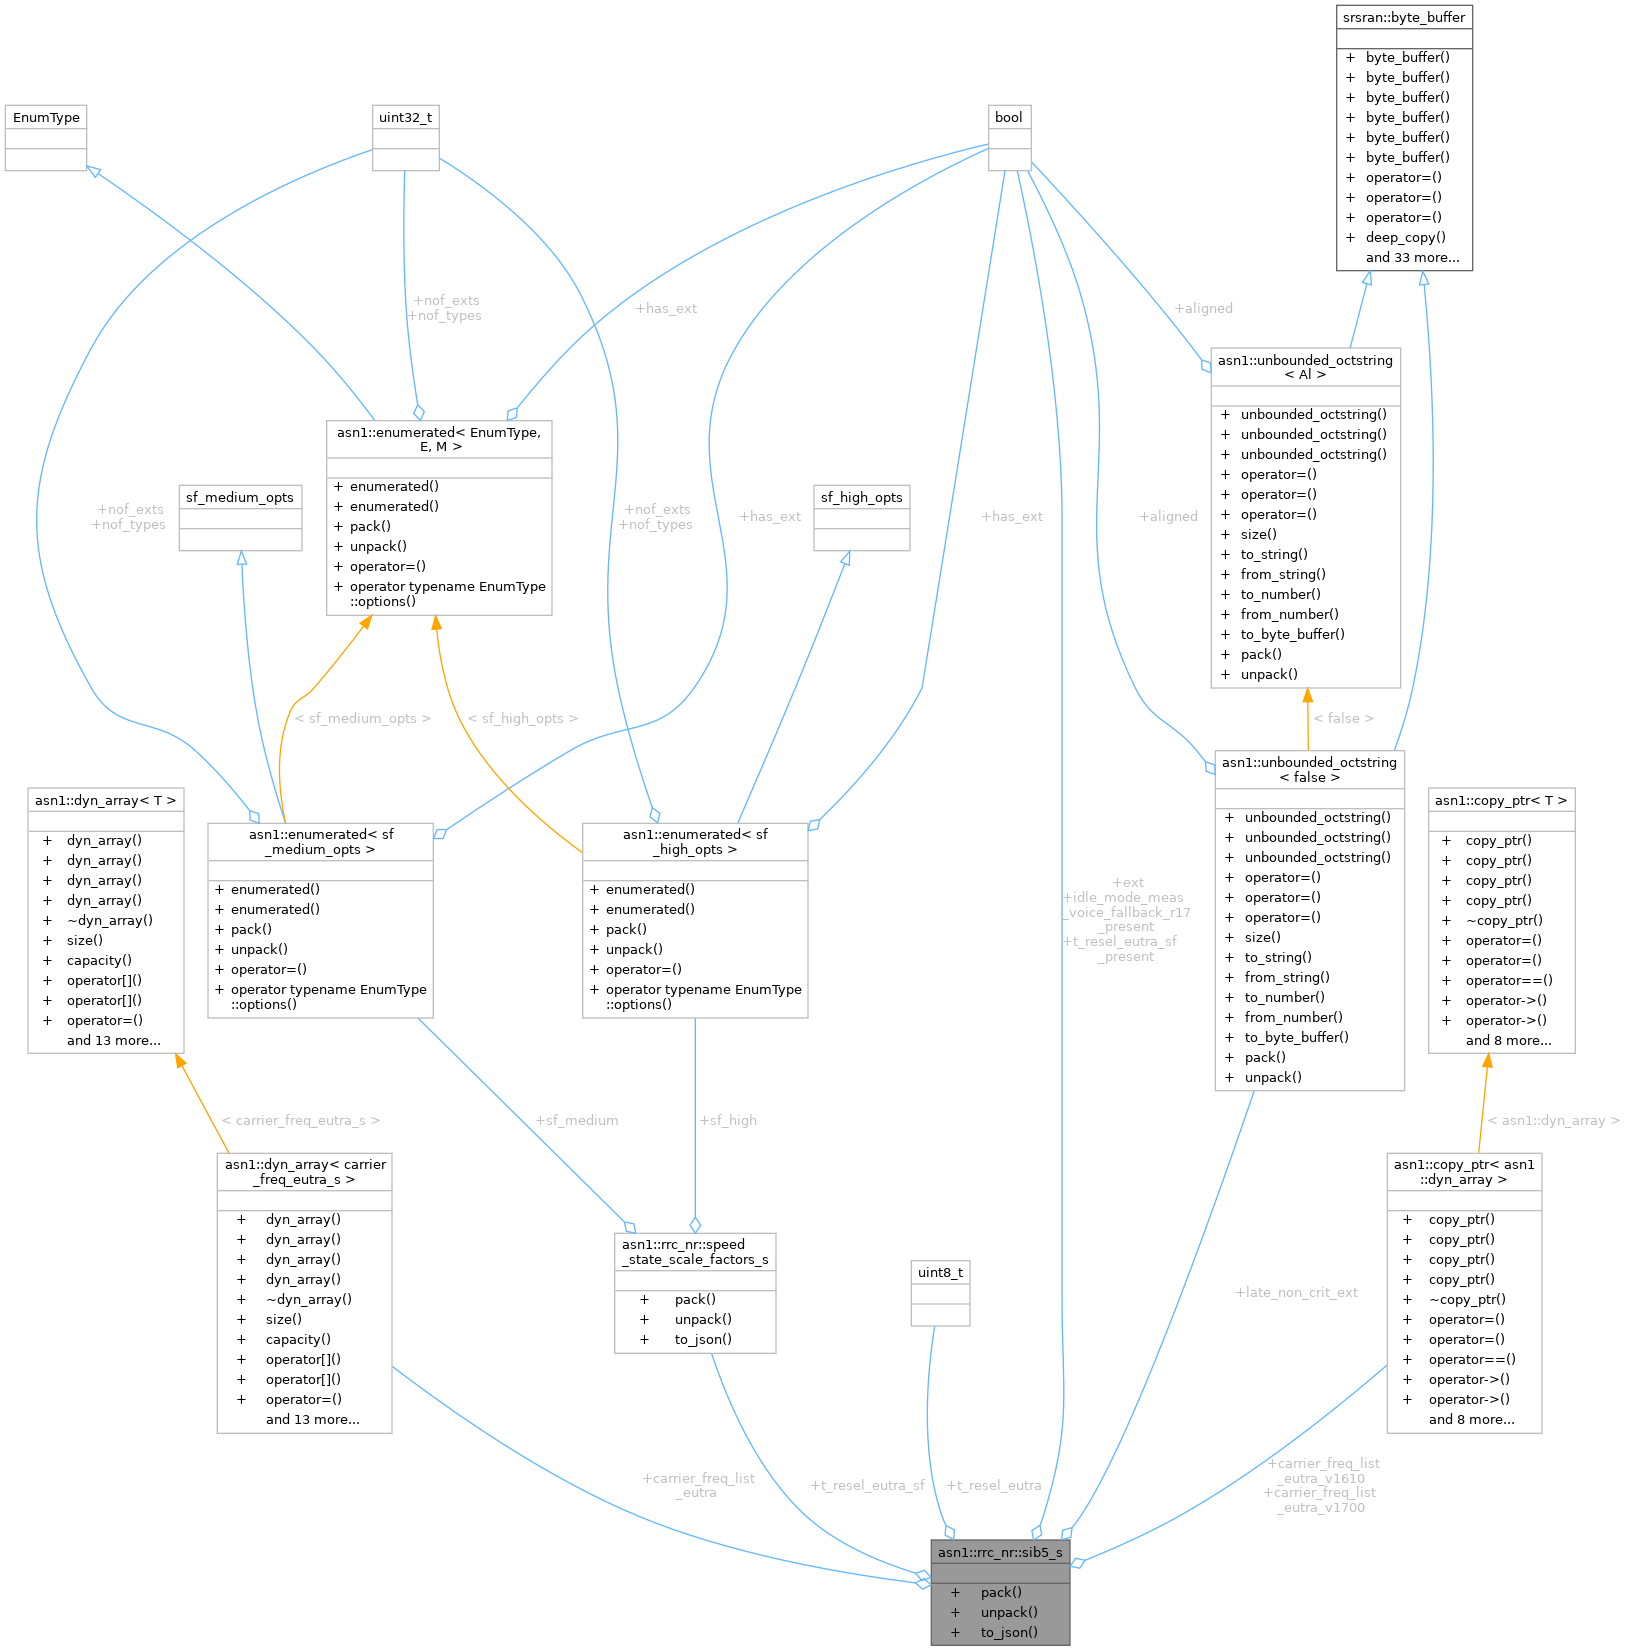 srsran::byte_buffer
+ byte_buffer()
+ byte_buffer()
+ byte_buffer()
+ byte_buffer()
+ byte_buffer()
+ byte_buffer()
+ operator=()
+ operator=()
+ operator=()
+ deep_copy()
and 33 more...
EnumType
uint32_t
bool
+nof_exts
+nof_types
+has_ext
+aligned
asn1::unbounded_octstring
< Al >
+ unbounded_octstring()
+ unbounded_octstring()
+ unbounded_octstring()
+ operator=()
+ operator=()
+ operator=()
+ size()
+ to_string()
+ from_string()
+ to_number()
+ from_number()
+ to_byte_buffer()
+ pack()
+ unpack()
asn1::enumerated< EnumType,
E, M >
+ enumerated()
+ enumerated()
+ pack()
+ unpack()
+ operator=()
+ operator typename EnumType
::options()
sf_medium_opts
sf_high_opts
+nof_exts
+nof_types
+nof_exts
+nof_types
+has_ext
+has_ext
+aligned
< sf_medium_opts >
< sf_high_opts >
< false >
asn1::unbounded_octstring
< false >
+ unbounded_octstring()
+ unbounded_octstring()
+ unbounded_octstring()
+ operator=()
+ operator=()
+ operator=()
+ size()
+ to_string()
+ from_string()
+ to_number()
+ from_number()
+ to_byte_buffer()
+ pack()
+ unpack()
asn1::dyn_array< T >
+ dyn_array()
+ dyn_array()
+ dyn_array()
+ dyn_array()
+ ~dyn_array()
+ size()
+ capacity()
+ operator[]()
+ operator[]()
+ operator=()
and 13 more...
asn1::copy_ptr< T >
+ copy_ptr()
+ copy_ptr()
+ copy_ptr()
+ copy_ptr()
+ ~copy_ptr()
+ operator=()
+ operator=()
+ operator==()
+ operator->()
+ operator->()
and 8 more...
asn1::enumerated< sf
_medium_opts >
+ enumerated()
+ enumerated()
+ pack()
+ unpack()
+ operator=()
+ operator typename EnumType
::options()
asn1::enumerated< sf
_high_opts >
+ enumerated()
+ enumerated()
+ pack()
+ unpack()
+ operator=()
+ operator typename EnumType
::options()
+ext
+idle_mode_meas
_voice_fallback_r17
_present
+t_resel_eutra_sf
_present
< carrier_freq_eutra_s >
+sf_medium
+sf_high
< asn1::dyn_array >
asn1::dyn_array< carrier
_freq_eutra_s >
+ dyn_array()
+ dyn_array()
+ dyn_array()
+ dyn_array()
+ ~dyn_array()
+ size()
+ capacity()
+ operator[]()
+ operator[]()
+ operator=()
and 13 more...
asn1::copy_ptr< asn1
::dyn_array >
+ copy_ptr()
+ copy_ptr()
+ copy_ptr()
+ copy_ptr()
+ ~copy_ptr()
+ operator=()
+ operator=()
+ operator==()
+ operator->()
+ operator->()
and 8 more...
asn1::rrc_nr::speed
_state_scale_factors_s
+ pack()
+ unpack()
+ to_json()
uint8_t
+late_non_crit_ext
+carrier_freq_list
_eutra
+t_resel_eutra_sf
+t_resel_eutra
+carrier_freq_list
_eutra_v1610
+carrier_freq_list
_eutra_v1700
asn1::rrc_nr::sib5_s
+ pack()
+ unpack()
+ to_json()